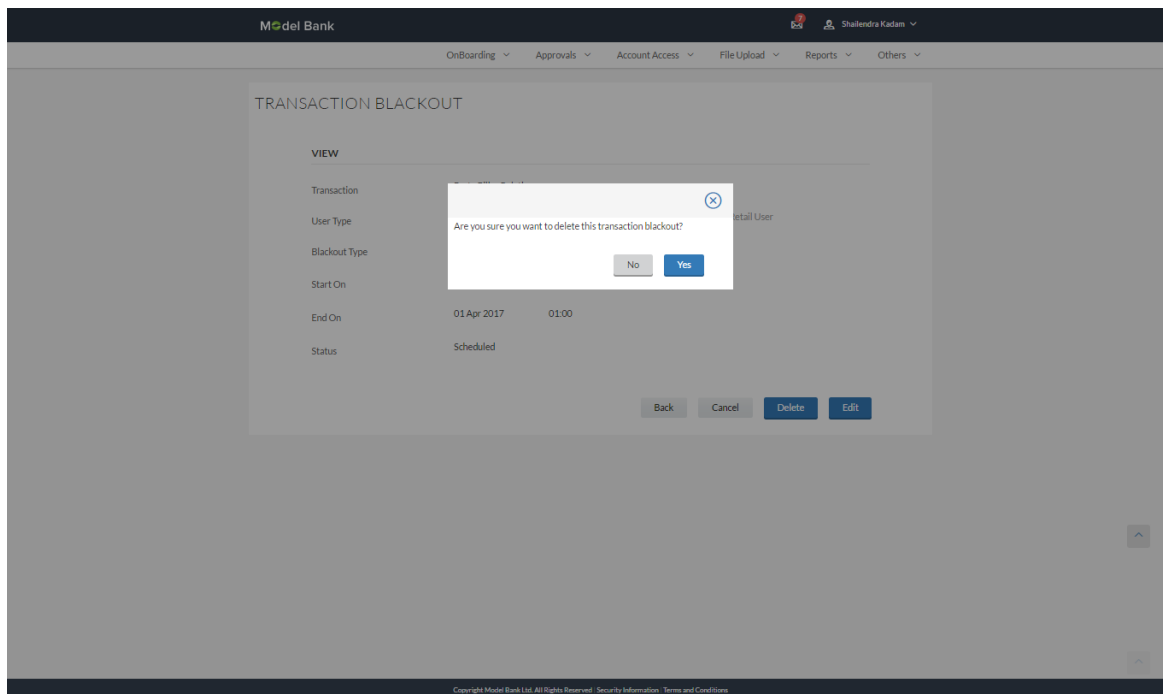 Model Bank 7 Shailendra Kadam
OnBoarding Approvals Account Access File Upload Reports Others
TRANSACTION BLACKOUT
VIEW
Transaction
User Type Retail User
Are you sure you want to delete this transaction blackout?
Blackout Type
No Yes
Start On
End On 01 Apr 2017 01:00
Status Scheduled
Back Cancel Delete Edit
Copyright Model Bank Ltd. All Rights Reserved | Security Information | Terms and Conditions